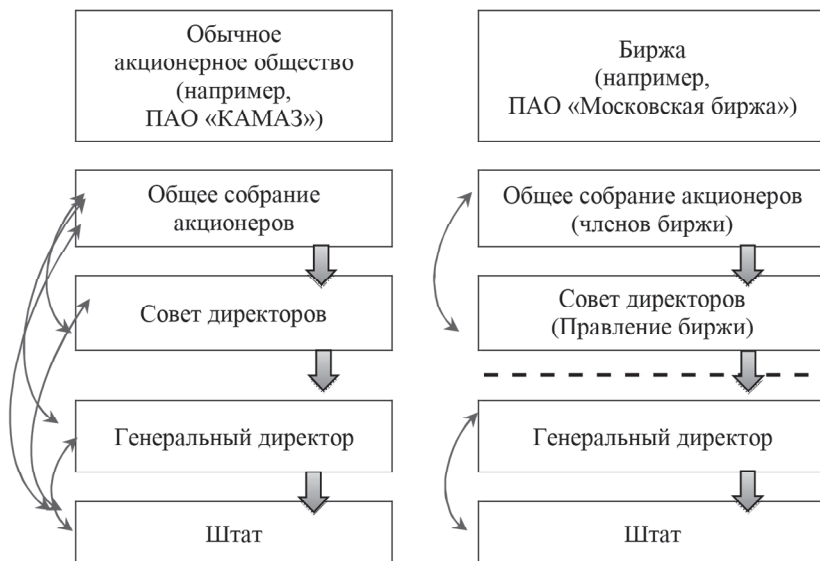 Обычное
акционерное общество
(например,
ПАО «КАМАЗ»)
Биржа
(например,
ПАО «Московская биржа»)
Общее собрание
акционеров
Общее собрание акционеров
(членов биржи)
Совет директоров
Совет директоров
(Правление биржи)
Генеральный директор
Генеральный директор
Штат
Штат